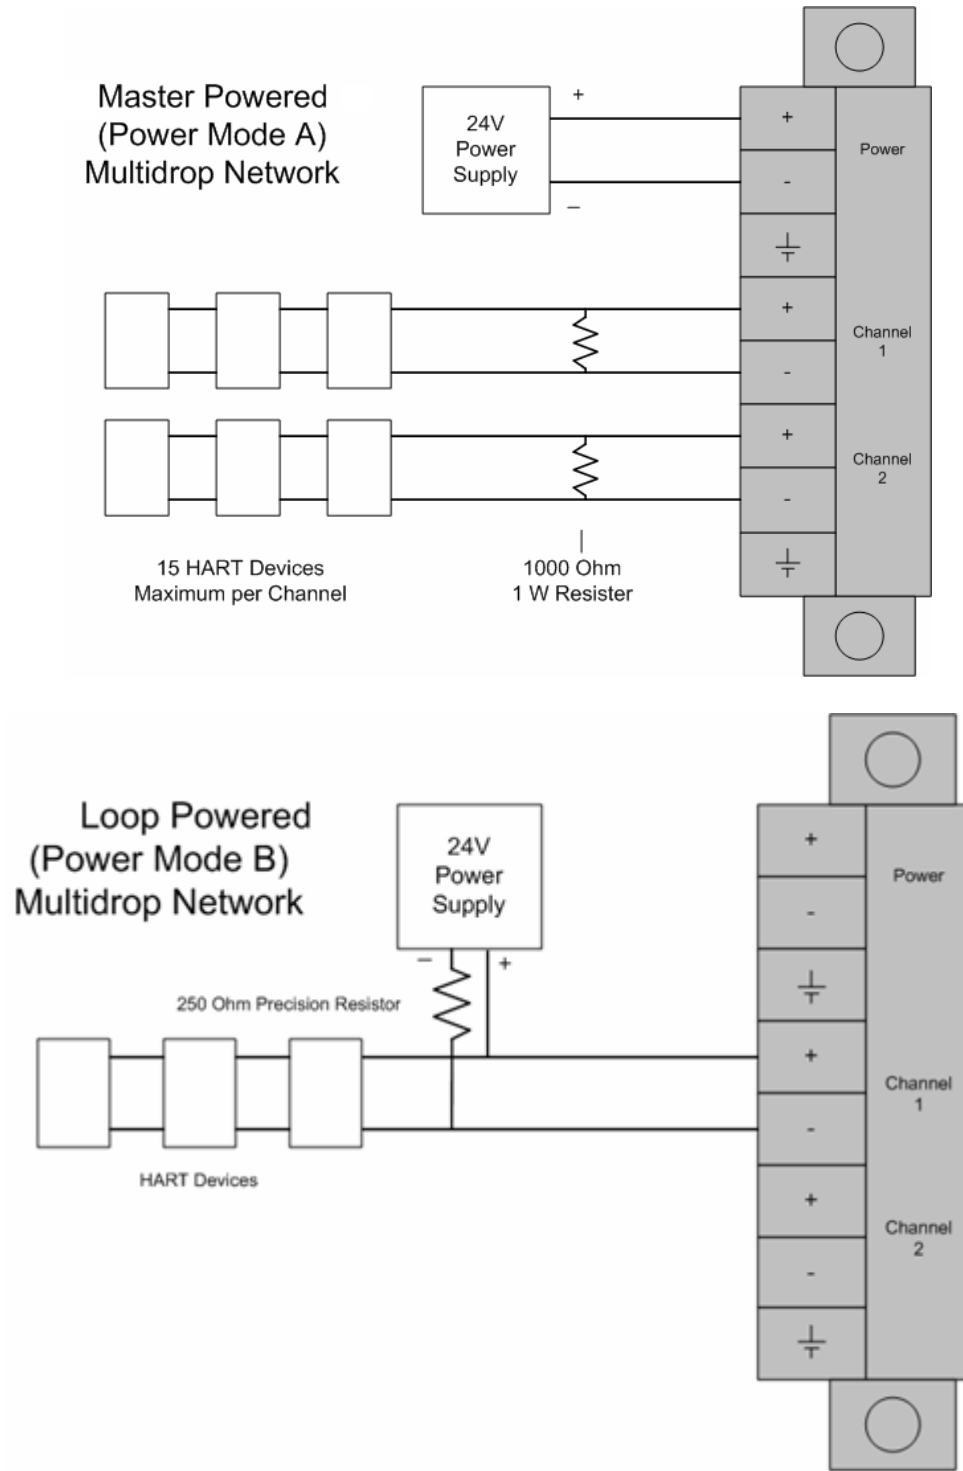 Master Powered
(Power Mode A)
Multidrop Network
24V
Power
Supply
+
–
+
-
Power
+
-
Channel
1
+
-
Channel
2
15 HART Devices
Maximum per Channel
1000 Ohm
1 W Resister
Loop Powered
(Power Mode B)
Multidrop Network
24V
Power
Supply
–
+
250 Ohm Precision Resistor
HART Devices
+
-
Power
+
-
Channel
1
+
-
Channel
2